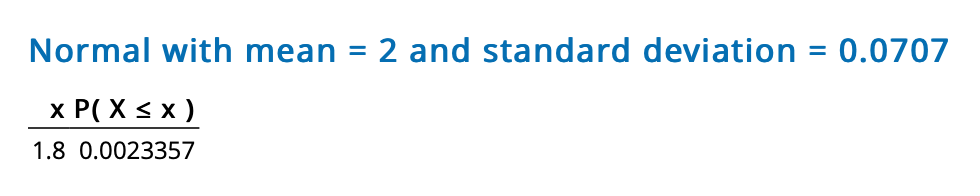 Normal with mean = 2 and standard deviation = 0.0707
x P( X ≤ x )
1.8 0.0023357